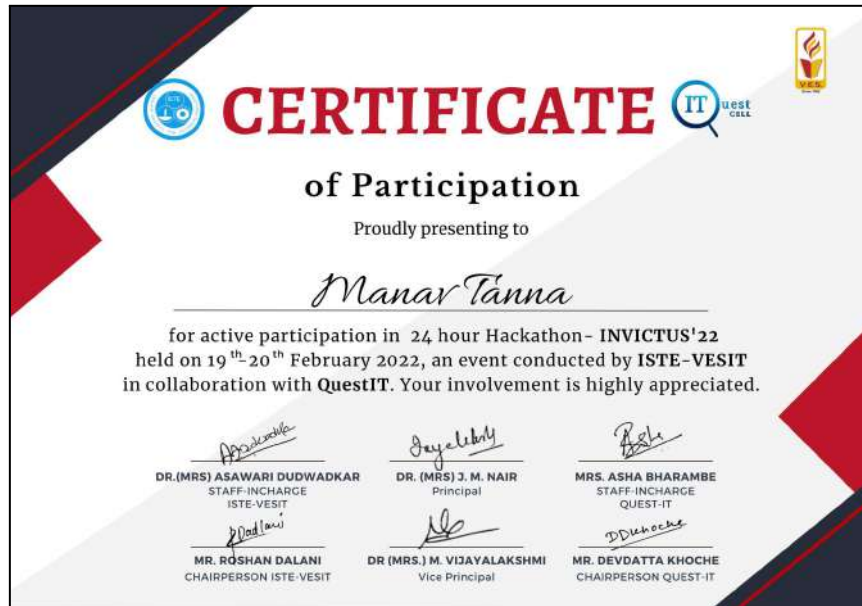 CERTIFICATE
IT uest
CELL
ISTE
V.E.S.
of Participation
Proudly presenting to
Manav Tanna
for active participation in 24 hour Hackathon- INVICTUS'22
held on 19th-20th February 2022, an event conducted by ISTE-VESIT
in collaboration with QuestIT. Your involvement is highly appreciated.
DR.(MRS) ASAWARI DUDWADKAR
STAFF-INCHARGE
ISTE-VESIT
DR. (MRS) J. M. NAIR
Principal
MRS. ASHA BHARAMBE
STAFF-INCHARGE
QUEST-IT
MR. ROSHAN DALANI
CHAIRPERSON ISTE-VESIT
DR (MRS.) M. VIJAYALAKSHMI
Vice Principal
DDKhoche
MR. DEVDATTA KHOCHE
CHAIRPERSON QUEST-IT